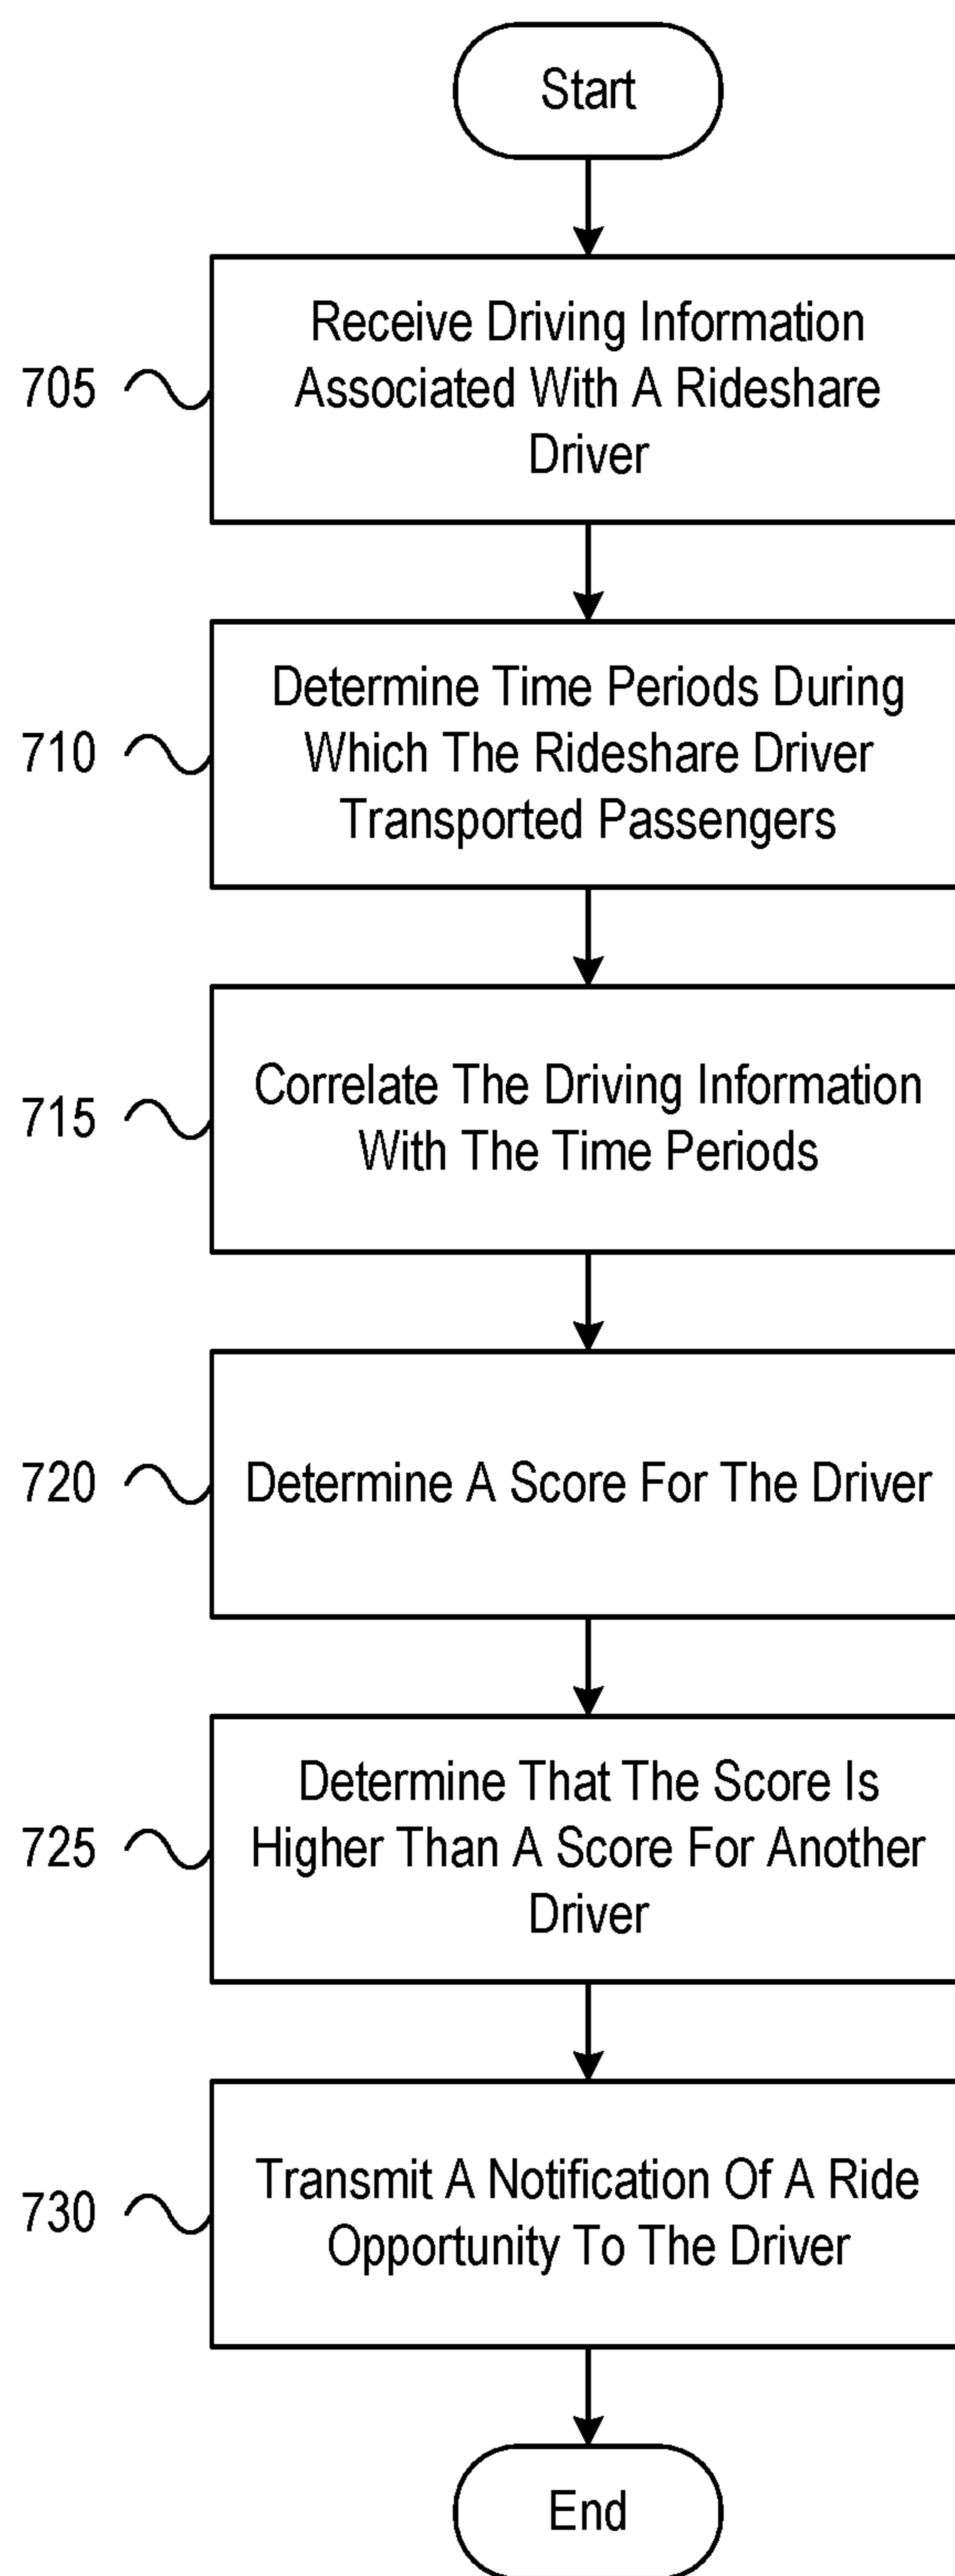 Start
705
Receive Driving Information
Associated With A Rideshare
Driver
710
Determine Time Periods During
Which The Rideshare Driver
Transported Passengers
715
Correlate The Driving Information
With The Time Periods
720
Determine A Score For The Driver
725
Determine That The Score Is
Higher Than A Score For Another
Driver
730
Transmit A Notification Of A Ride
Opportunity To The Driver
End